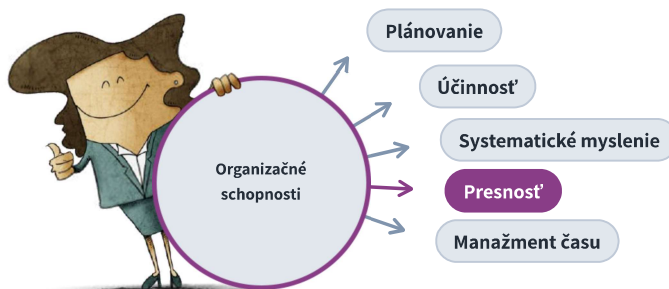 Plánovanie
Účinnosť
Systematické myslenie
Organizačné
schopnosti
Presnosť
Manažment času